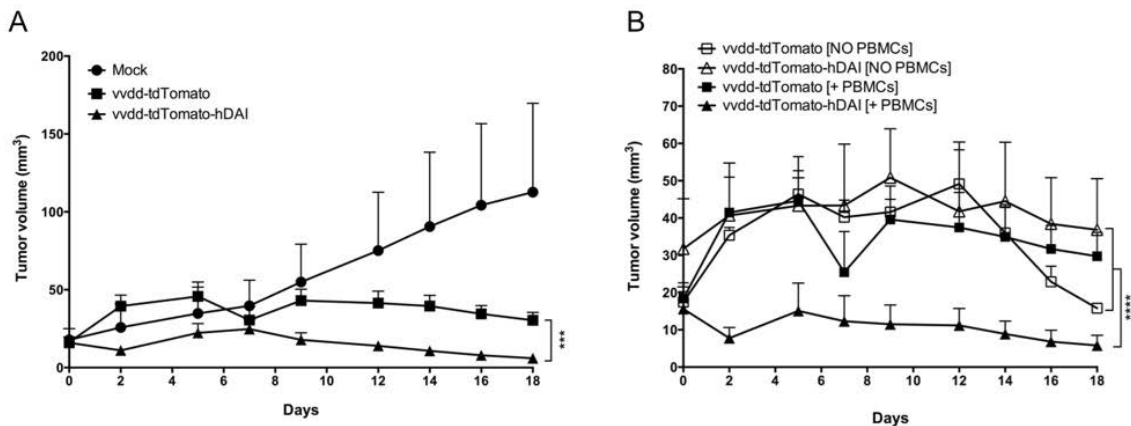 A
Mock
vvdd-tdTomato
vvdd-tdTomato-hDAI
Tumor volume (mm³)
200
150
100
50
0
0 2 4 6 8 10 12 14 16 18
Days
***
B
vvdd-tdTomato [NO PBMCs]
vvdd-tdTomato-hDAI [NO PBMCs]
vvdd-tdTomato [+ PBMCs]
vvdd-tdTomato-hDAI [+ PBMCs]
Tumor volume (mm³)
80
70
60
50
40
30
20
10
0
0 2 4 6 8 10 12 14 16 18
Days
****